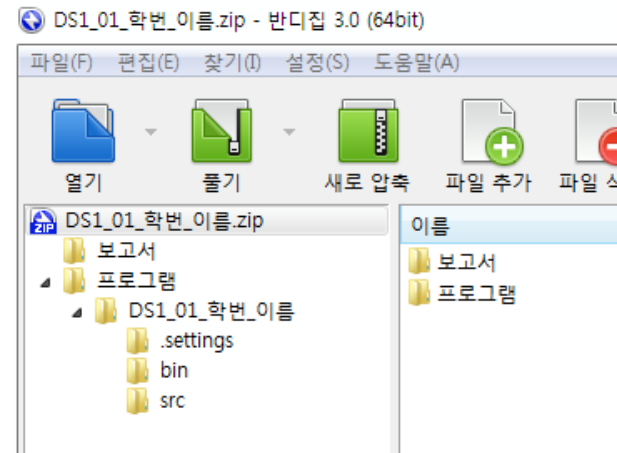 DS1_01_학번_이름.zip - 반디집 3.0 (64bit)
파일(F) 편집(E) 찾기(I) 설정(S) 도움말(A)
열기 풀기 새로 압축 파일 추가 파일
ZIP DS1_01_학번_이름.zip
보고서
프로그램
DS1_01_학번_이름
.settings
bin
src
이름
보고서
프로그램